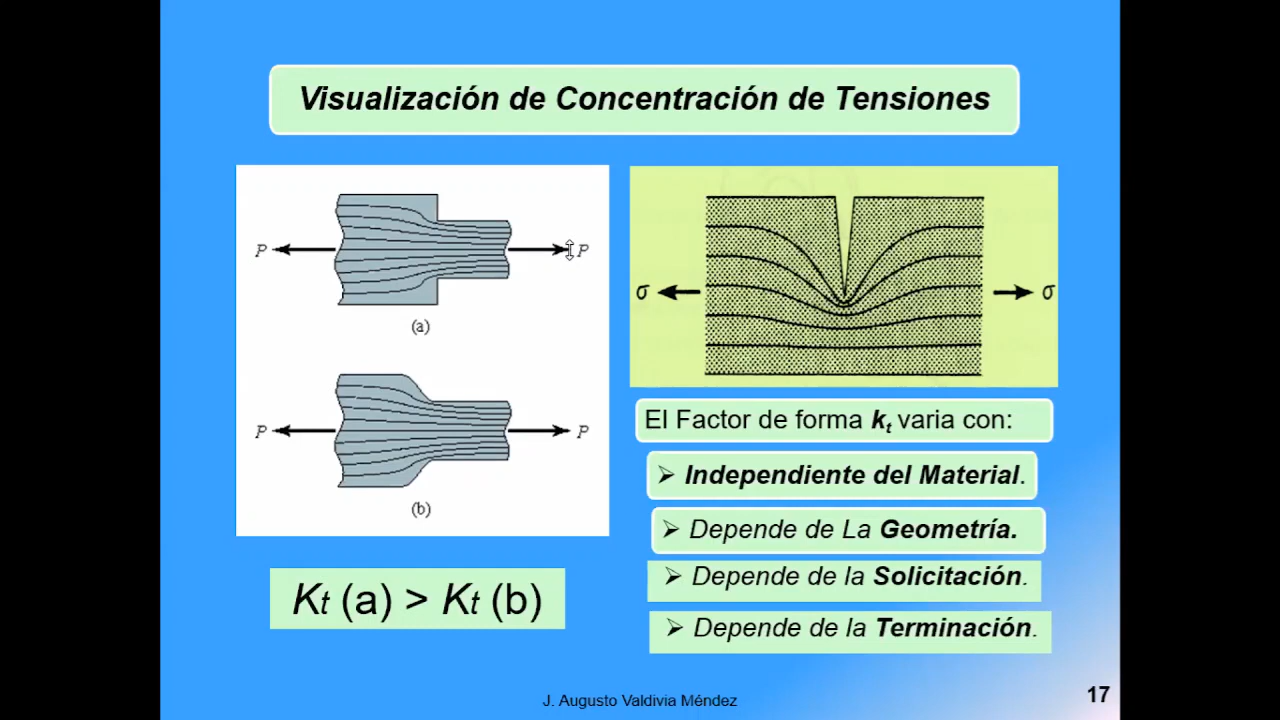 Visualización de Concentración de Tensiones
P P
(a)
P P
(b)
Kt (a) > Kt (b)
σ σ
El Factor de forma kt varia con:
➢ Independiente del Material.
➢ Depende de La Geometría.
➢ Depende de la Solicitación.
➢ Depende de la Terminación.
J. Augusto Valdivia Méndez
17